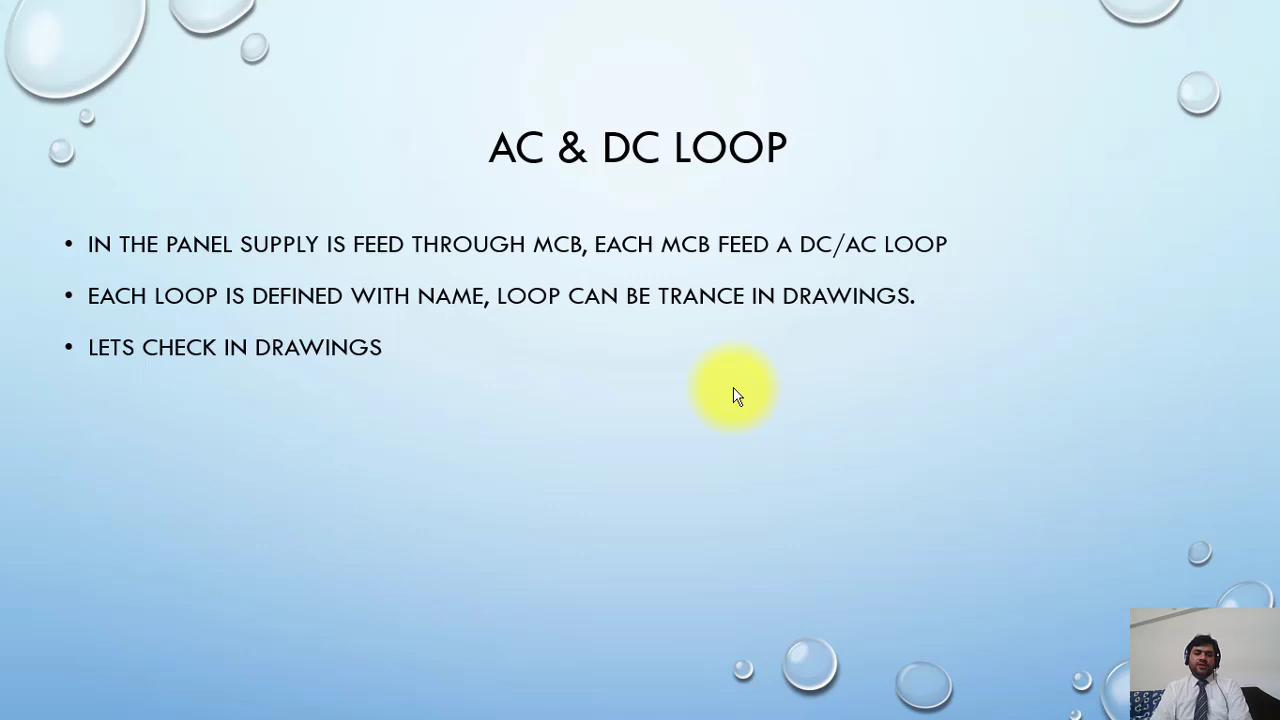 AC & DC LOOP
• IN THE PANEL SUPPLY IS FEED THROUGH MCB, EACH MCB FEED A DC/AC LOOP
• EACH LOOP IS DEFINED WITH NAME, LOOP CAN BE TRANCE IN DRAWINGS.
• LETS CHECK IN DRAWINGS